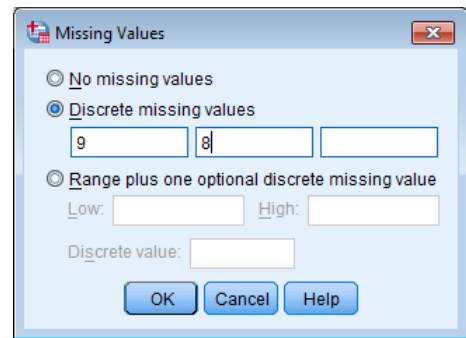 Missing Values
No missing values
Discrete missing values
9 8
Range plus one optional discrete missing value
Low: High:
Discrete value:
OK Cancel Help